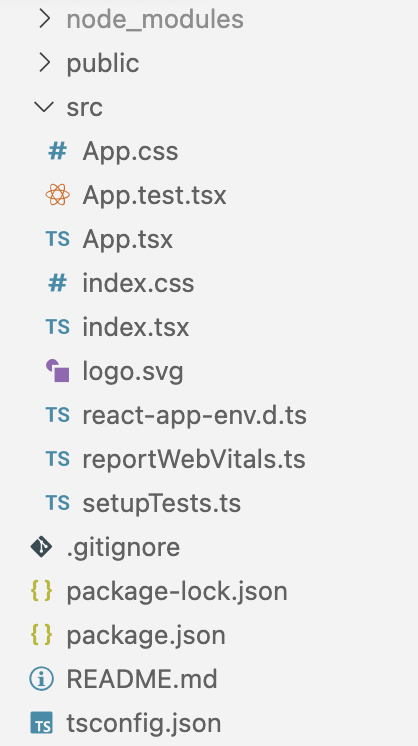 node_modules
public
src
# App.css
App.test.tsx
TS App.tsx
# index.css
TS index.tsx
logo.svg
TS react-app-env.d.ts
TS reportWebVitals.ts
TS setupTests.ts
.gitignore
{} package-lock.json
{} package.json
README.md
TS tsconfig.json